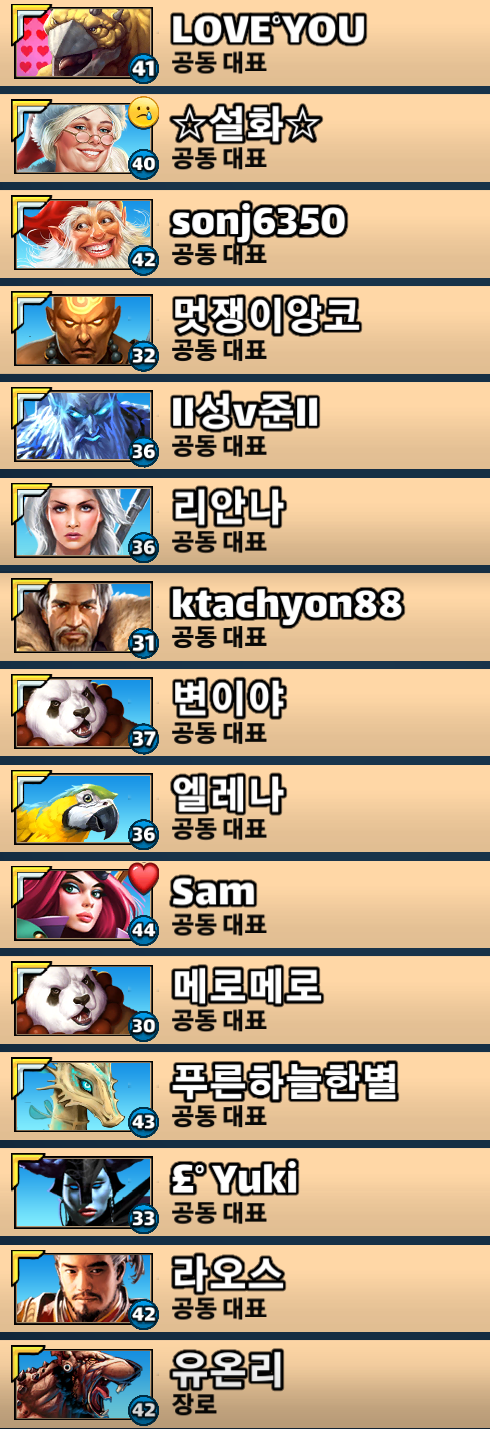 LOVE°YOU
41
공동 대표
☆설화☆
40
공동 대표
sonj6350
42
공동 대표
멋쟁이앙코
32
공동 대표
II성v준II
36
공동 대표
리안나
36
공동 대표
ktachyon88
31
공동 대표
변이야
37
공동 대표
엘레나
36
공동 대표
Sam
44
공동 대표
메로메로
30
공동 대표
푸른하늘한별
43
공동 대표
£°Yuki
33
공동 대표
라오스
42
공동 대표
유온리
42
장로